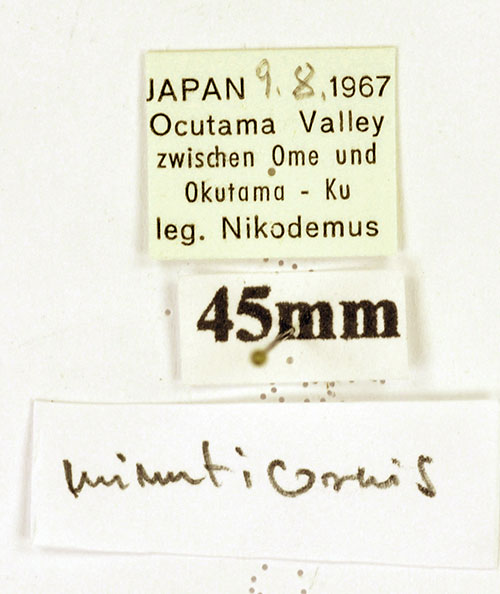 JAPAN 9.8.1967
Ocutama Valley
zwischen Ome und
Okutama - Ku
leg. Nikodemus
45mm
minuticornis